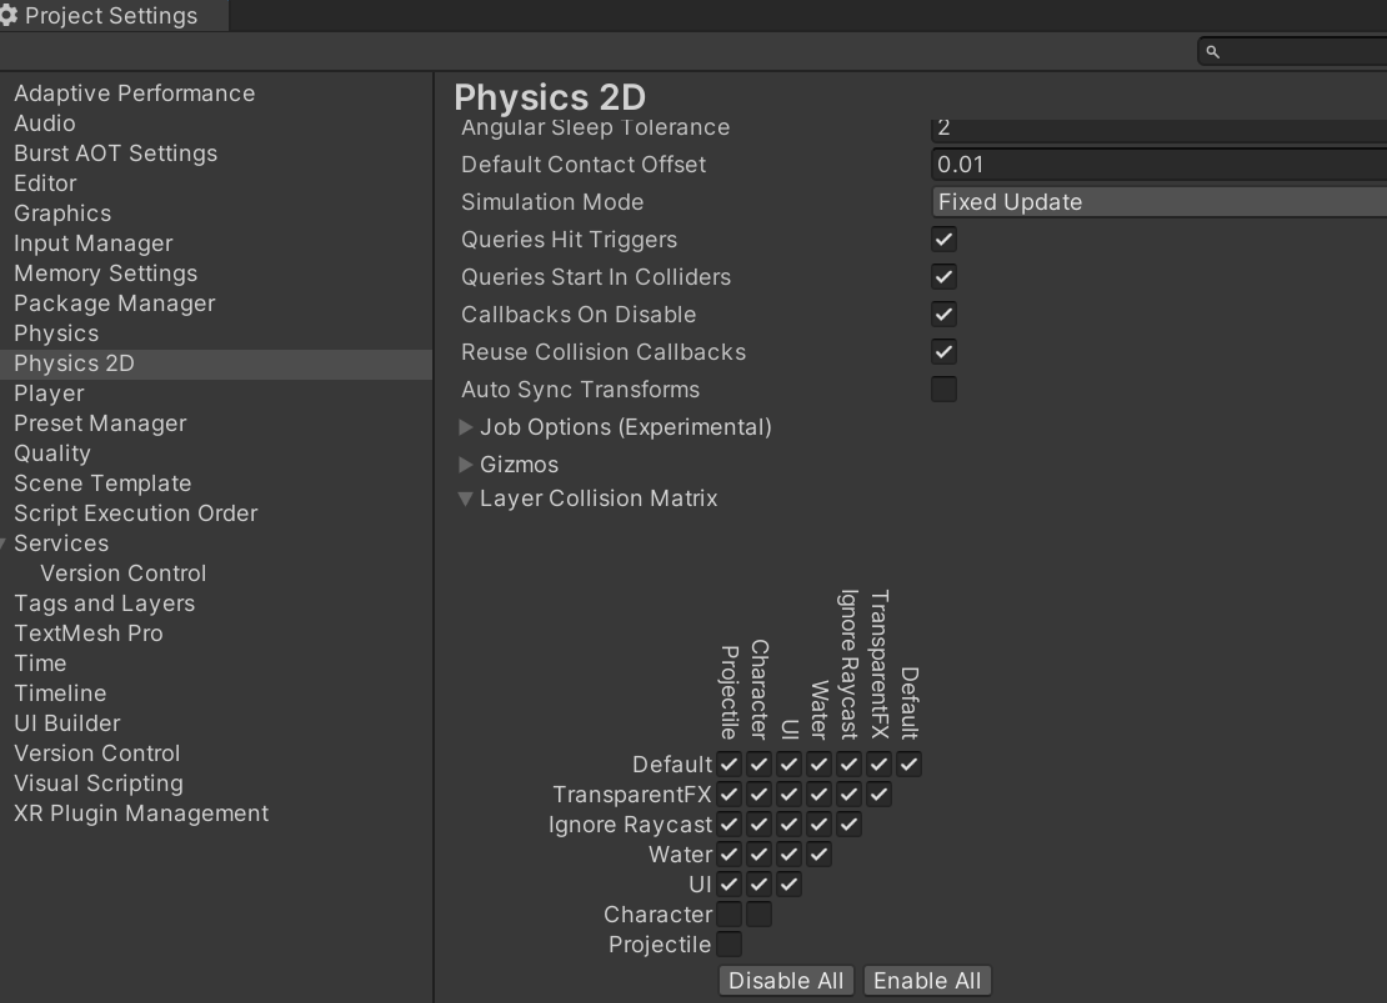 Project Settings
Adaptive Performance
Audio
Burst AOT Settings
Editor
Graphics
Input Manager
Memory Settings
Package Manager
Physics
Physics 2D
Player
Preset Manager
Quality
Scene Template
Script Execution Order
Services
Version Control
Tags and Layers
TextMesh Pro
Time
Timeline
UI Builder
Version Control
Visual Scripting
XR Plugin Management
Physics 2D
Angular Sleep Tolerance 2
Default Contact Offset 0.01
Simulation Mode Fixed Update
Queries Hit Triggers
Queries Start In Colliders
Callbacks On Disable
Reuse Collision Callbacks
Auto Sync Transforms
Job Options (Experimental)
Gizmos
Layer Collision Matrix
Projectile
Character
UI
Water
Ignore Raycast
TransparentFX
Default
Default
TransparentFX
Ignore Raycast
Water
UI
Character
Projectile
Disable All Enable All